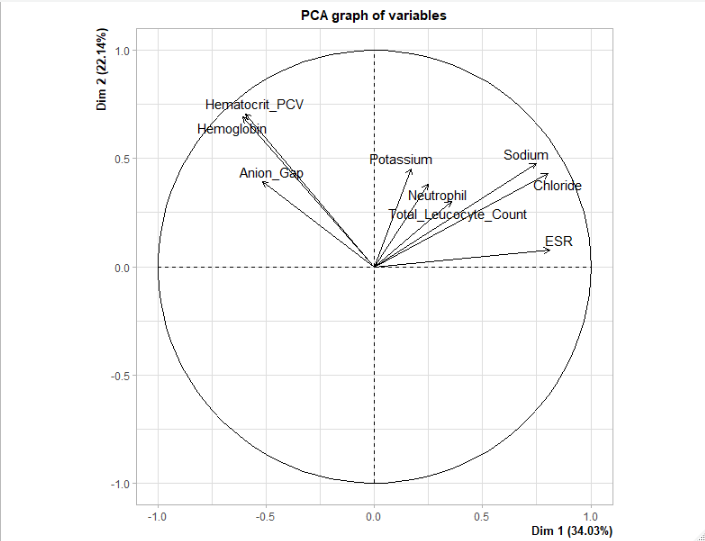 PCA graph of variables
Dim 2 (22.14%)
1.0
0.5
0.0
-0.5
-1.0
Hematocrit_PCV
Hemoglobin
Anion_Gap
Potassium
Sodium
Neutrophil
Chloride
Total_Leucocyte_Count
ESR
-1.0 -0.5 0.0 0.5 1.0
Dim 1 (34.03%)